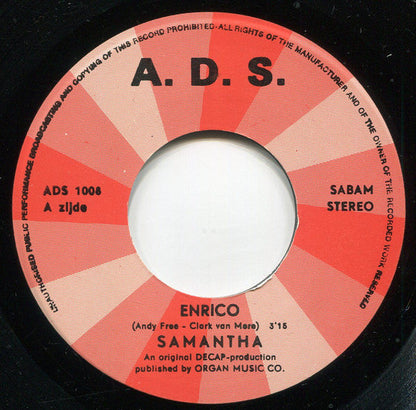 UNAUTHORISED PUBLIC PERFORMANCE BROADCASTING AND COPYING OF THIS RECORD PROHIBITED-ALL RIGHTS OF THE MANUFACTURER AND OF THE OWNER OF THE RECORDED WORK RESERVED
A. D. S.
ADS 1008
A zijde
SABAM
STEREO
ENRICO
(Andy Free - Clark van Mere) 3'15
SAMANTHA
An original DECAP-production
published by ORGAN MUSIC CO.